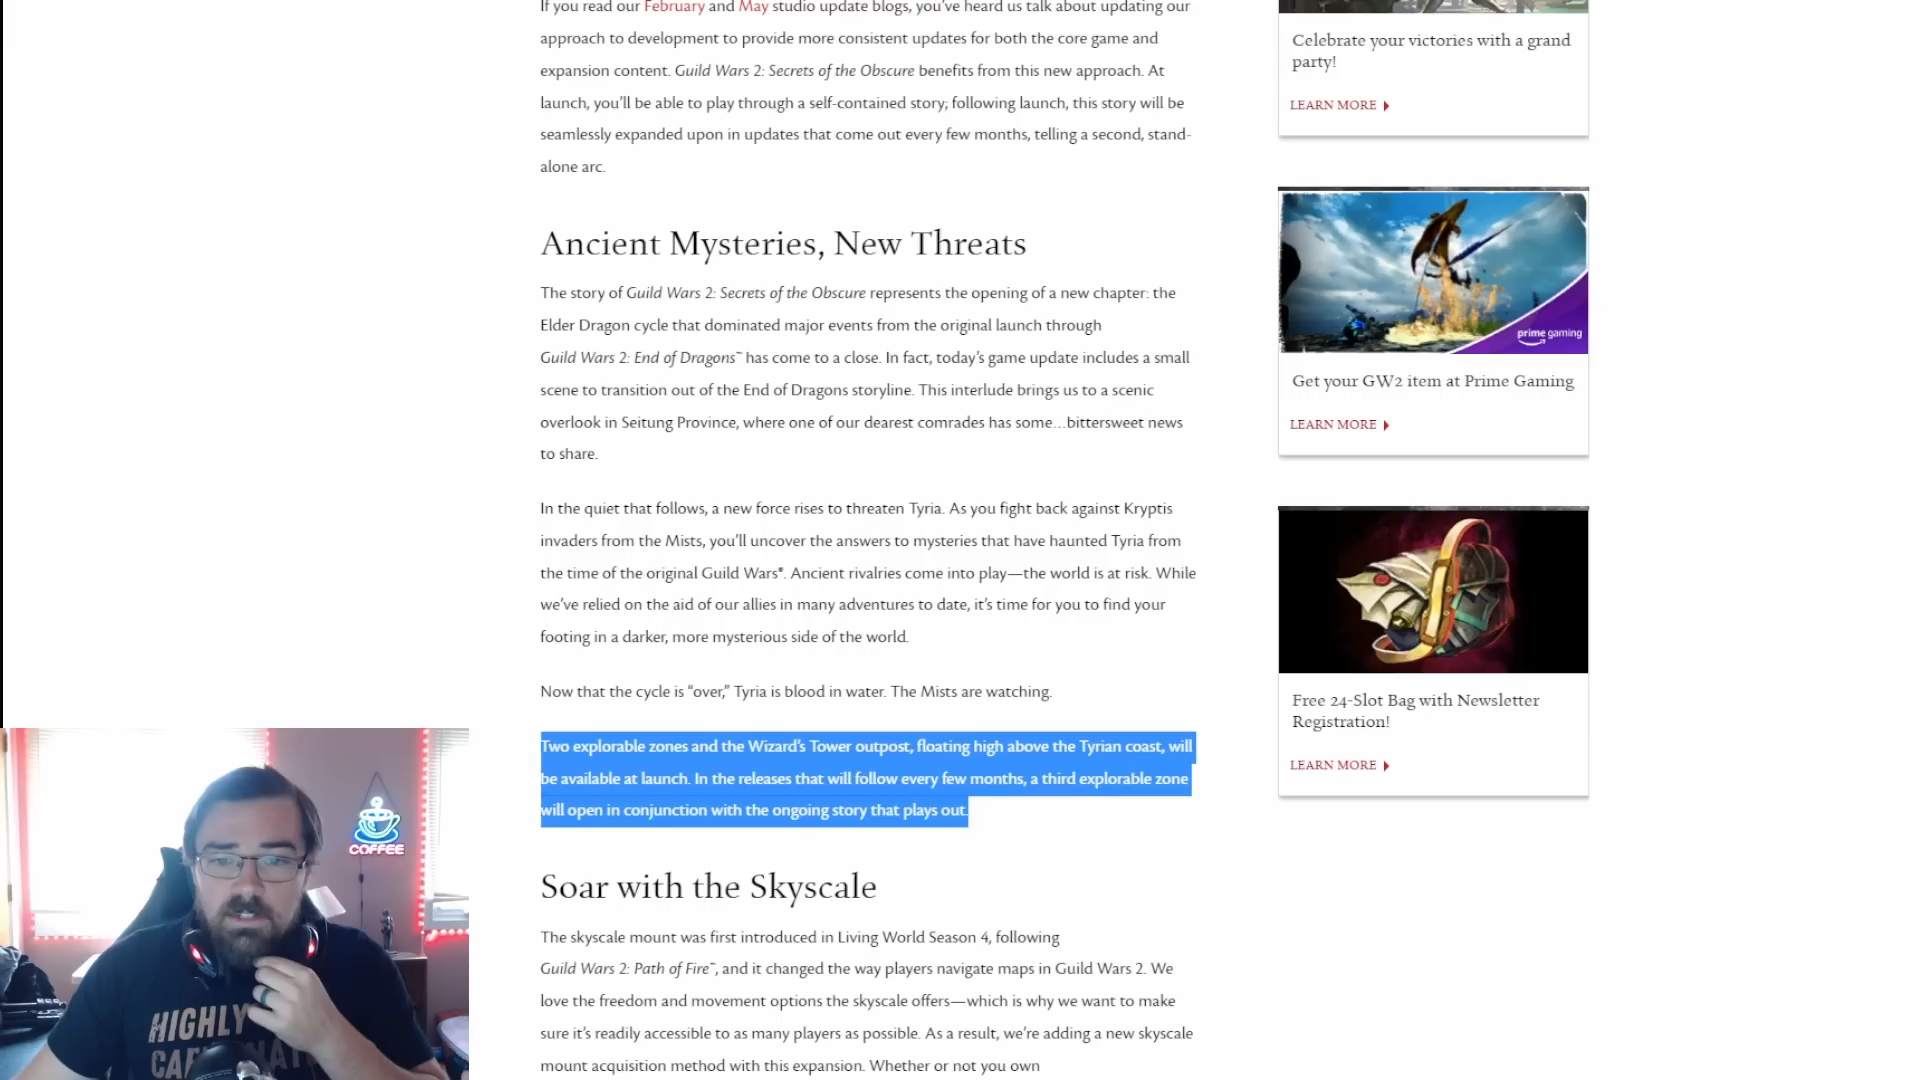 If you read our February and May studio update blogs, you've heard us talk about updating our
approach to development to provide more consistent updates for both the core game and
expansion content. Guild Wars 2: Secrets of the Obscure benefits from this new approach. At
launch, you'll be able to play through a self-contained story; following launch, this story will be
seamlessly expanded upon in updates that come out every few months, telling a second, stand-
alone arc.
Ancient Mysteries, New Threats
The story of Guild Wars 2: Secrets of the Obscure represents the opening of a new chapter: the
Elder Dragon cycle that dominated major events from the original launch through
Guild Wars 2: End of Dragons™ has come to a close. In fact, today's game update includes a small
scene to transition out of the End of Dragons storyline. This interlude brings us to a scenic
overlook in Seitung Province, where one of our dearest comrades has some…bittersweet news
to share.
In the quiet that follows, a new force rises to threaten Tyria. As you fight back against Kryptis
invaders from the Mists, you'll uncover the answers to mysteries that have haunted Tyria from
the time of the original Guild Wars®. Ancient rivalries come into play—the world is at risk. While
we've relied on the aid of our allies in many adventures to date, it's time for you to find your
footing in a darker, more mysterious side of the world.
Now that the cycle is “over,” Tyria is blood in water. The Mists are watching.
Two explorable zones and the Wizard's Tower outpost, floating high above the Tyrian coast, will
be available at launch. In the releases that will follow every few months, a third explorable zone
will open in conjunction with the ongoing story that plays out.
Soar with the Skyscale
The skyscale mount was first introduced in Living World Season 4, following
Guild Wars 2: Path of Fire™, and it changed the way players navigate maps in Guild Wars 2. We
love the freedom and movement options the skyscale offers—which is why we want to make
sure it's readily accessible to as many players as possible. As a result, we're adding a new skyscale
mount acquisition method with this expansion. Whether or not you own
Celebrate your victories with a grand
party!
LEARN MORE
prime gaming
Get your GW2 item at Prime Gaming
LEARN MORE
Free 24-Slot Bag with Newsletter
Registration!
LEARN MORE
COFFEE
HIGHLY